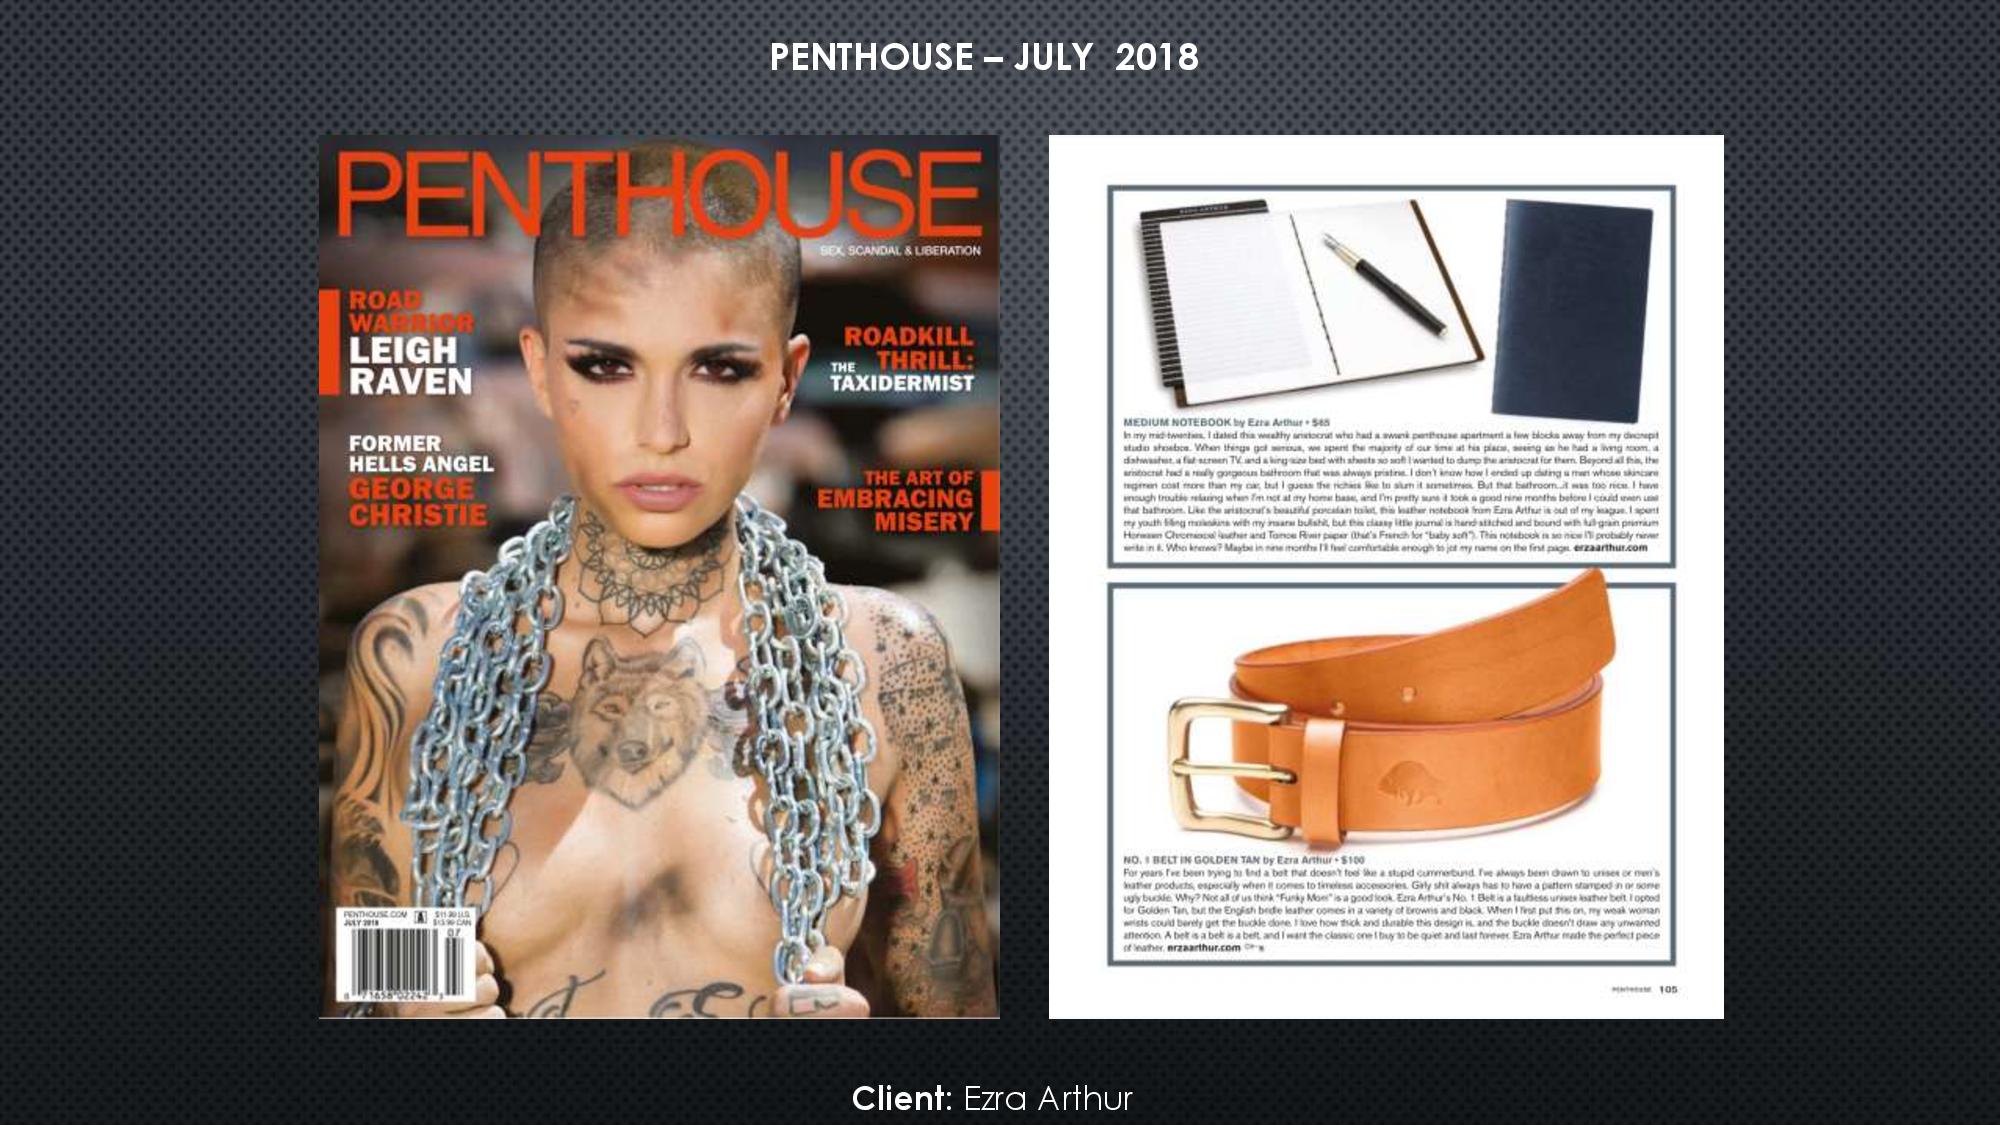 PENTHOUSE – JULY 2018
PENTHOUSE
SEX, SCANDAL & LIBERATION
ROAD
WARRIOR
LEIGH
RAVEN
FORMER
HELLS ANGEL
GEORGE
CHRISTIE
ROADKILL
THRILL:
THE
TAXIDERMIST
THE ART OF
EMBRACING
MISERY
EST 2009
PENTHOUSE.COM
JULY 2018
$11.99 U.S.
$13.99 CAN
07
71658 02242
EZRA ARTHUR
MEDIUM NOTEBOOK by Ezra Arthur • $65
In my mid-twenties, I dated this wealthy aristocrat who had a swank penthouse apartment a few blocks away from my decrepit
studio shoebox. When things got serious, we spent the majority of our time at his place, seeing as he had a living room, a
dishwasher, a flat-screen TV, and a king-size bed with sheets so soft I wanted to dump the aristocrat for them. Beyond all this, the
aristocrat had a really gorgeous bathroom that was always pristine. I don't know how I ended up dating a man whose skincare
regimen cost more than my car, but I guess the richies like to slum it sometimes. But that bathroom...it was too nice. I have
enough trouble relaxing when I'm not at my home base, and I'm pretty sure it took a good nine months before I could even use
that bathroom. Like the aristocrat's beautiful porcelain toilet, this leather notebook from Ezra Arthur is out of my league. I spent
my youth filling moleskins with my insane bullshit, but this classy little journal is hand-stitched and bound with full-grain premium
Horween Chromexcel leather and Tomoe River paper (that's French for "baby soft"). This notebook is so nice I'll probably never
write in it. Who knows? Maybe in nine months I'll feel comfortable enough to jot my name on the first page. erzaarthur.com
NO. 1 BELT IN GOLDEN TAN by Ezra Arthur • $100
For years I've been trying to find a belt that doesn't feel like a stupid cummerbund. I've always been drawn to unisex or men's
leather products, especially when it comes to timeless accessories. Girly shit always has to have a pattern stamped in or some
ugly buckle. Why? Not all of us think "Funky Mom" is a good look. Ezra Arthur's No. 1 Belt is a faultless unisex leather belt. I opted
for Golden Tan, but the English bridle leather comes in a variety of browns and black. When I first put this on, my weak woman
wrists could barely get the buckle done. I love how thick and durable this design is, and the buckle doesn't draw any unwanted
attention. A belt is a belt is a belt, and I want the classic one I buy to be quiet and last forever. Ezra Arthur made the perfect piece
of leather. erzaarthur.com
PENTHOUSE 105
Client: Ezra Arthur